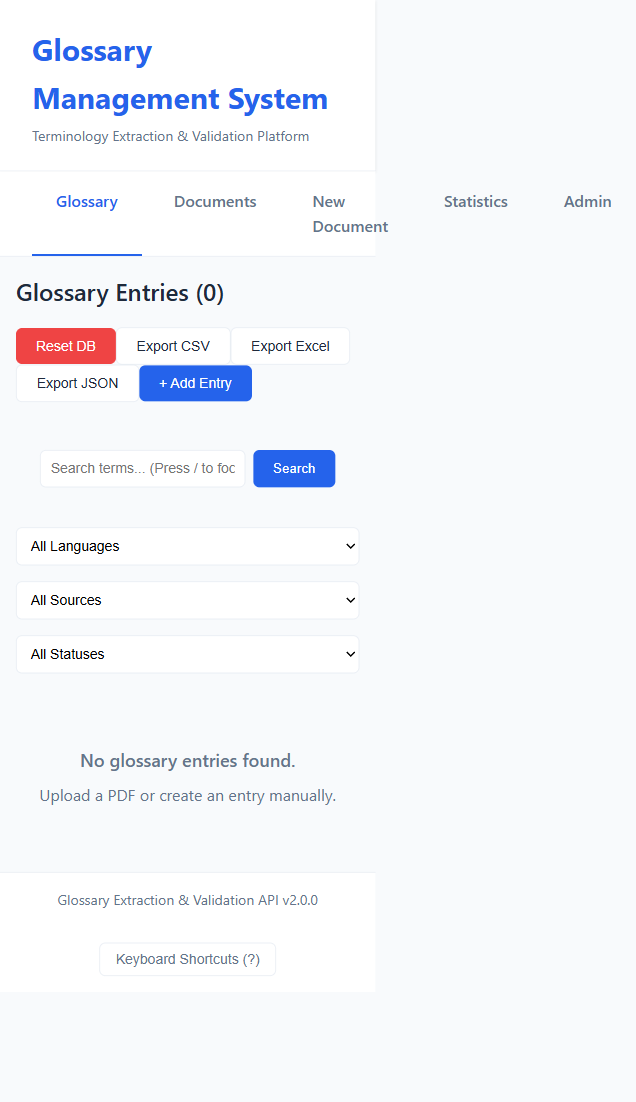 Glossary
Management System
Terminology Extraction & Validation Platform
Glossary
Documents
New
Document
Statistics
Admin
Glossary Entries (0)
Reset DB
Export CSV
Export Excel
Export JSON
+ Add Entry
Search terms... (Press / to foc
Search
All Languages
All Sources
All Statuses
No glossary entries found.
Upload a PDF or create an entry manually.
Glossary Extraction & Validation API v2.0.0
Keyboard Shortcuts (?)